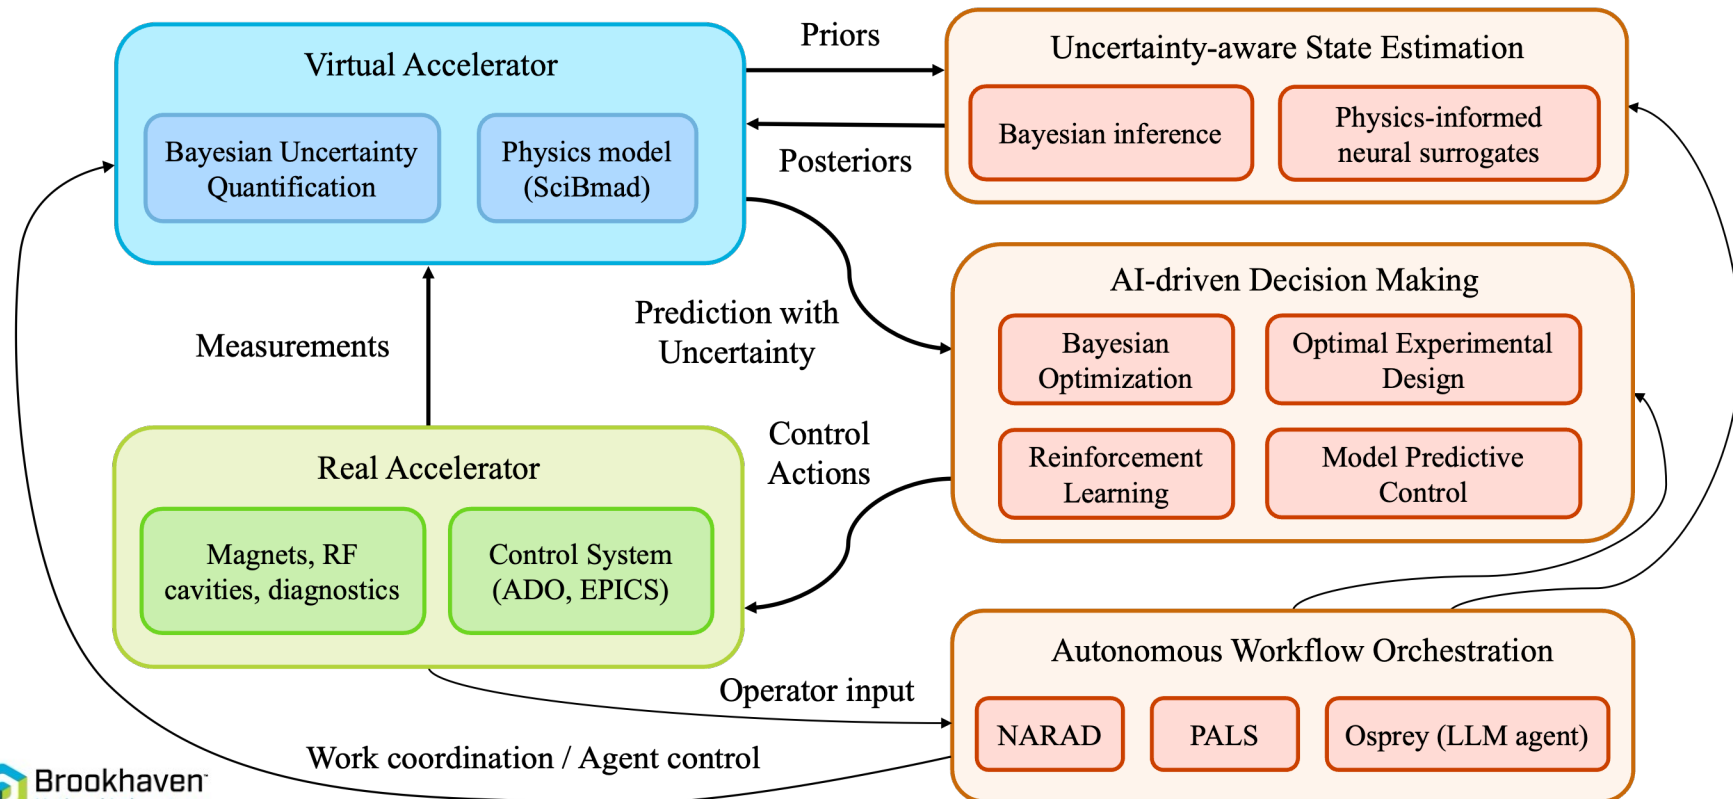 Virtual Accelerator
Bayesian Uncertainty
Quantification
Physics model
(SciBmad)
Priors
Posteriors
Uncertainty-aware State Estimation
Bayesian inference
Physics-informed
neural surrogates
Prediction with
Uncertainty
AI-driven Decision Making
Bayesian
Optimization
Optimal Experimental
Design
Reinforcement
Learning
Model Predictive
Control
Measurements
Control
Actions
Real Accelerator
Magnets, RF
cavities, diagnostics
Control System
(ADO, EPICS)
Operator input
Autonomous Workflow Orchestration
NARAD
PALS
Osprey (LLM agent)
Work coordination / Agent control
Brookhaven